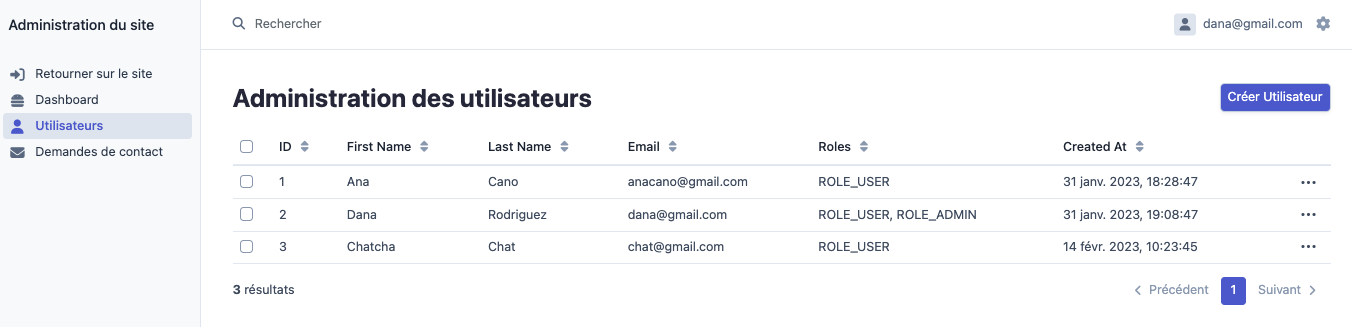 Administration du site
Rechercher
dana@gmail.com
Retourner sur le site
Dashboard
Utilisateurs
Demandes de contact
Administration des utilisateurs
Créer Utilisateur
ID First Name Last Name Email Roles Created At
1 Ana Cano anacano@gmail.com ROLE_USER 31 janv. 2023, 18:28:47
2 Dana Rodriguez dana@gmail.com ROLE_USER, ROLE_ADMIN 31 janv. 2023, 19:08:47
3 Chatcha Chat chat@gmail.com ROLE_USER 14 févr. 2023, 10:23:45
3 résultats
Précédent 1 Suivant